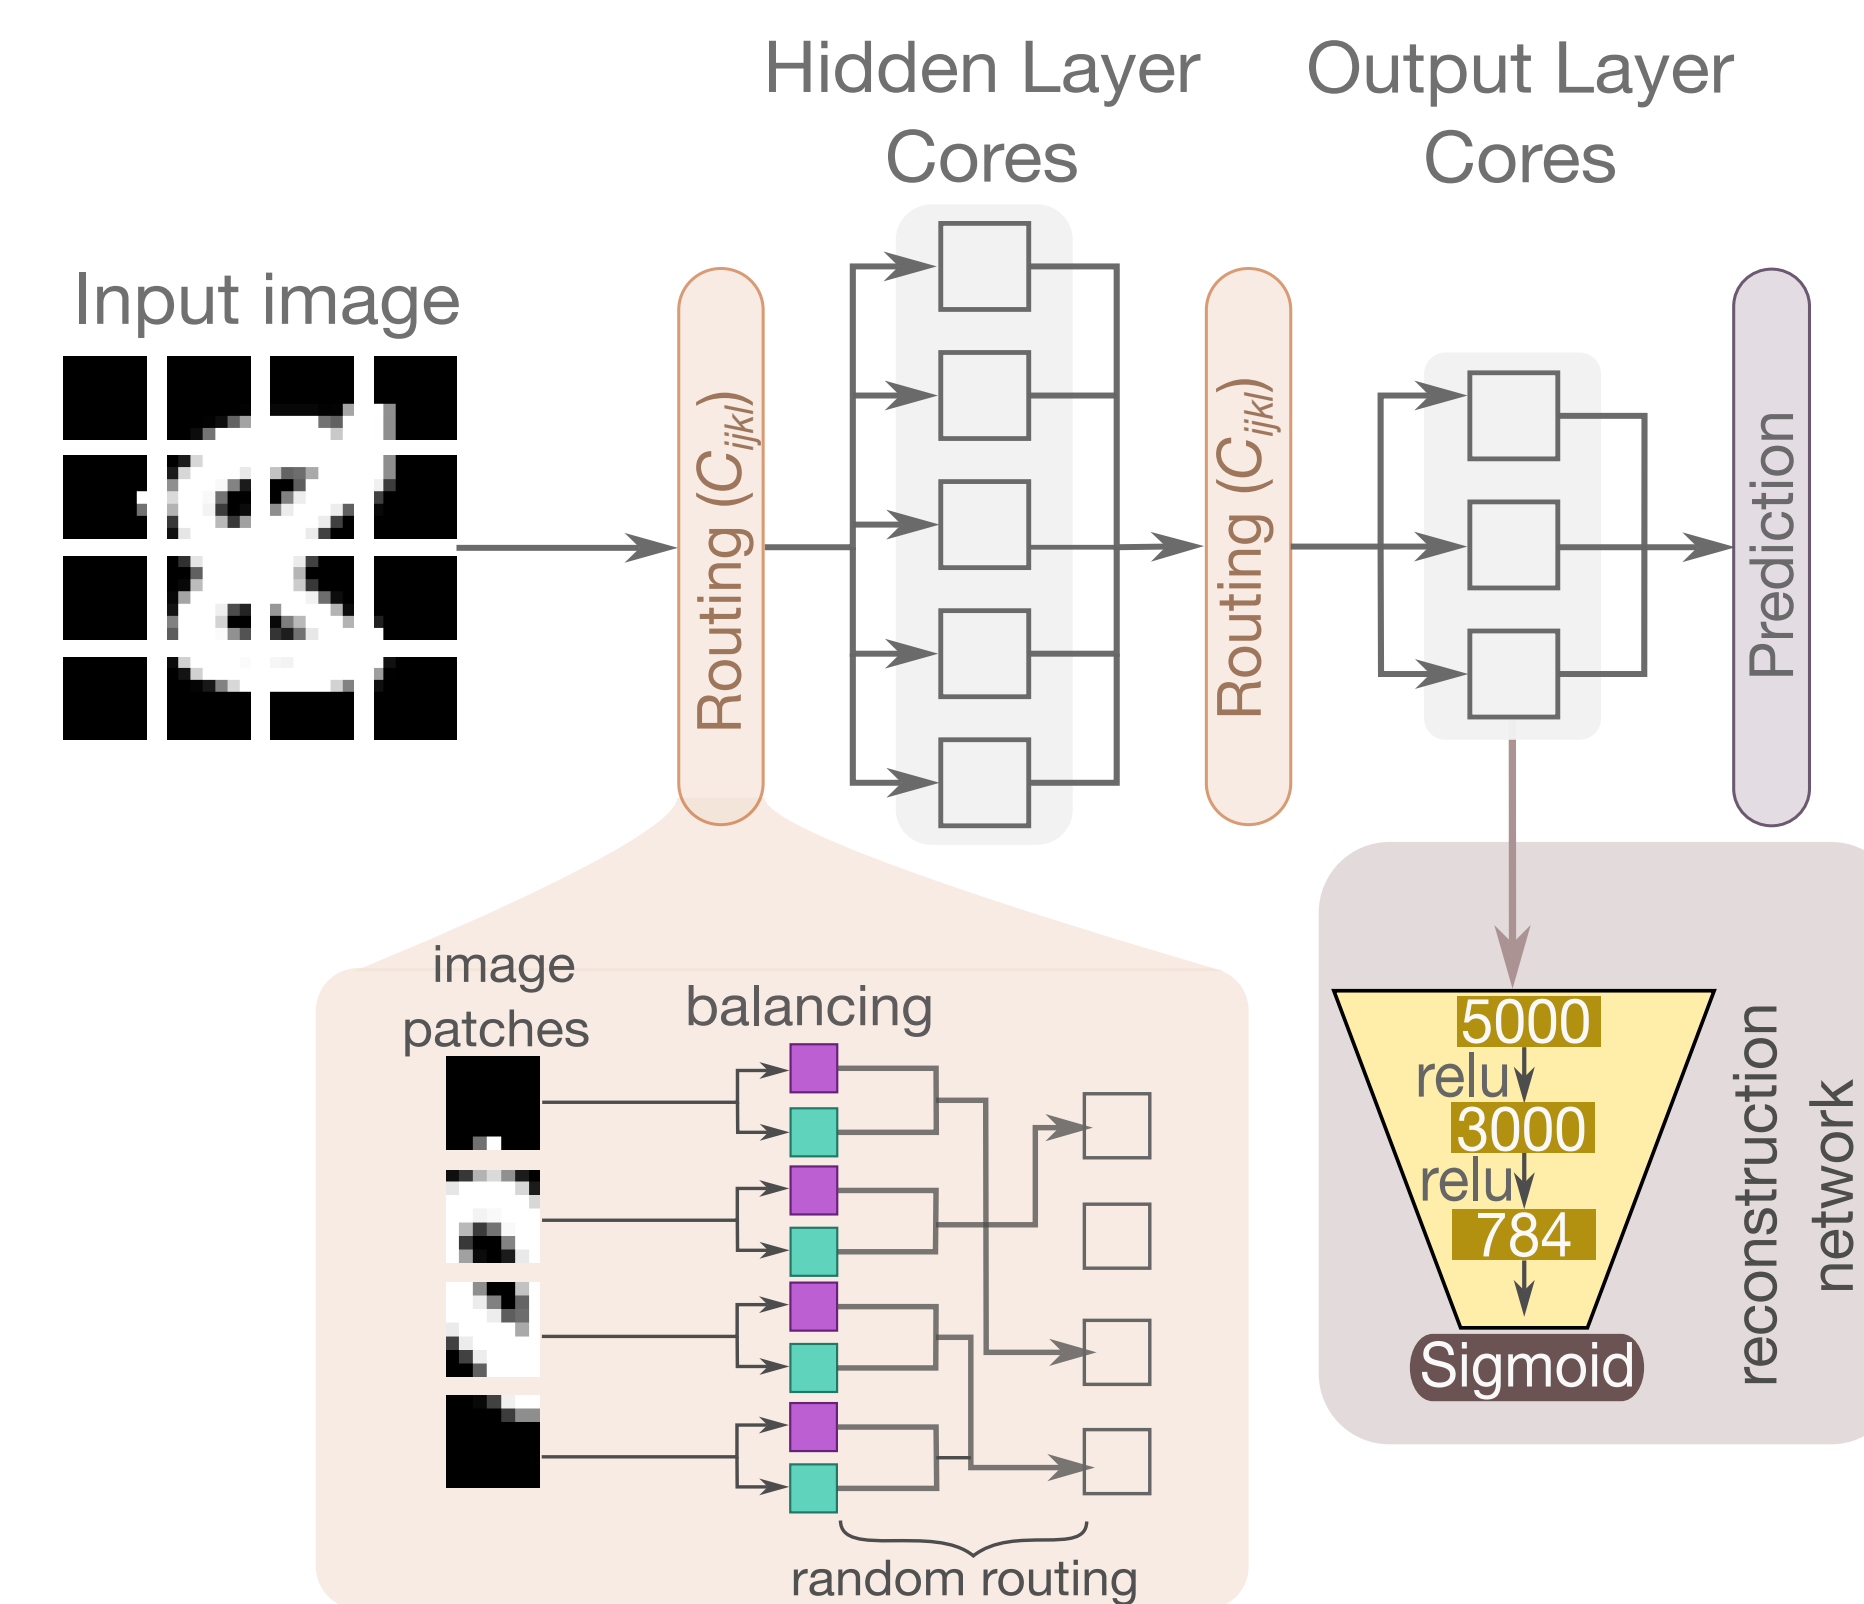 Hidden Layer
Cores
Output Layer
Cores
Input image
Routing (C_ijkl)
Routing (C_ijkl)
Prediction
image
patches
balancing
random routing
5000
relu
3000
relu
784
Sigmoid
reconstruction
network